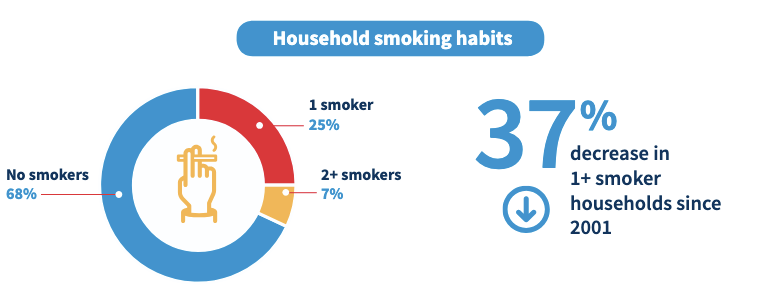 Household smoking habits
1 smoker
25%
No smokers
68%
2+ smokers
7%
37%
decrease in
1+ smoker
households since
2001